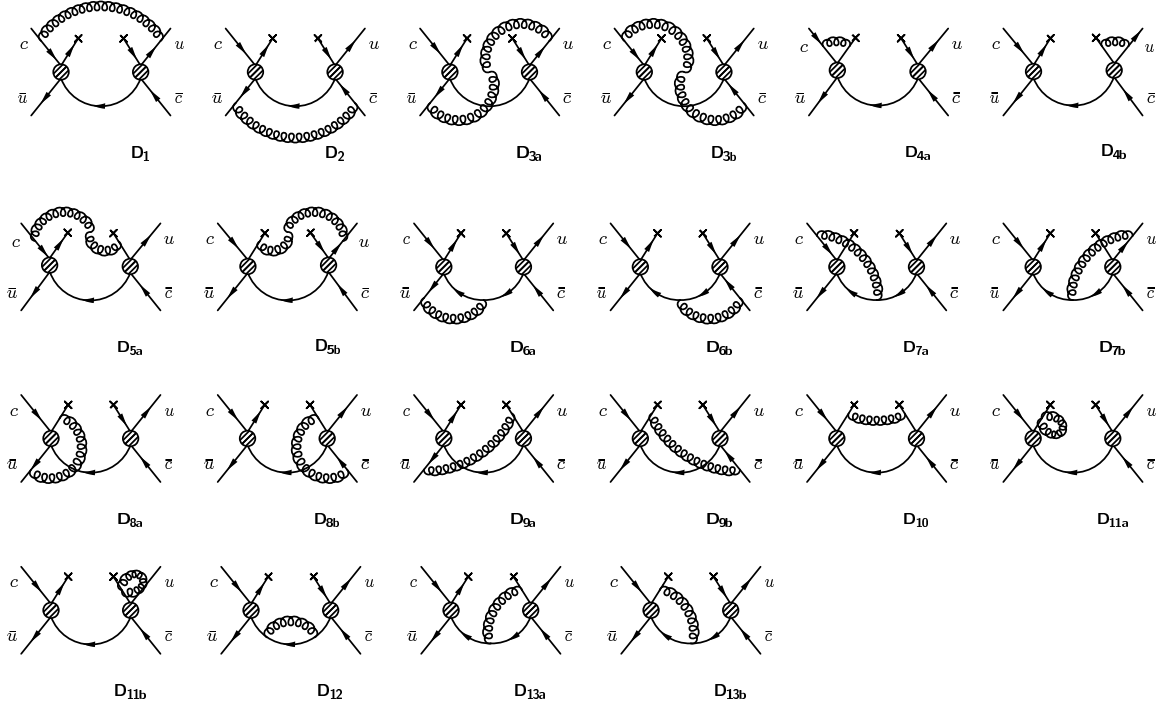 c u c u c u c u c u c u
ū c̄ ū c̄ ū c̄ ū c̄ ū c̄ ū c̄
D₁ D₂ D₃ₐ D₃b D₄ₐ D₄b
c u c u c u c u c u c u
ū c̄ ū c̄ ū c̄ ū c̄ ū c̄ ū c̄
D₅ₐ D₅b D₆ₐ D₆b D₇ₐ D₇b
c u c u c u c u c u c u
ū c̄ ū c̄ ū c̄ ū c̄ ū c̄ ū c̄
D₈ₐ D₈b D₉ₐ D₉b D₁₀ D₁₁ₐ
c u c u c u c u
ū c̄ ū c̄ ū c̄ ū c̄
D₁₁b D₁₂ D₁₃ₐ D₁₃b